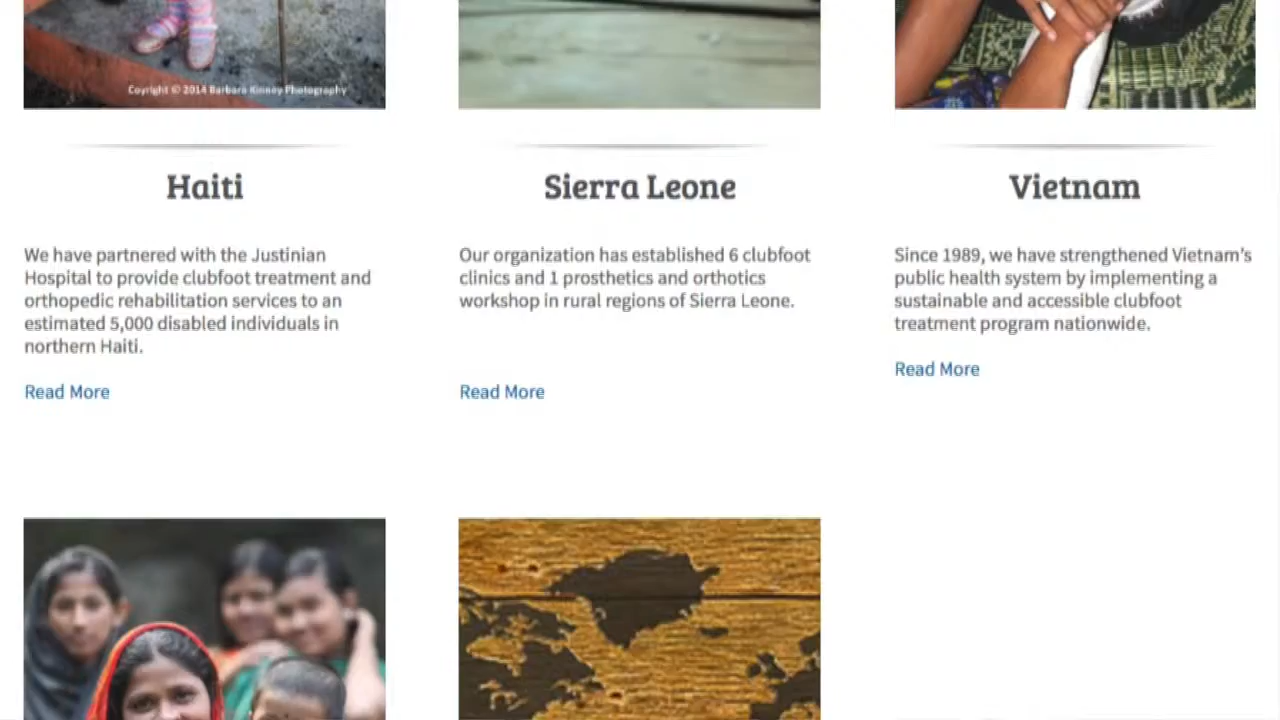 Coyright © 2014 Barbara Kinney Photography
Haiti
We have partnered with the Justinian
Hospital to provide clubfoot treatment and
orthopedic rehabilitation services to an
estimated 5,000 disabled individuals in
northern Haiti.
Read More
Sierra Leone
Our organization has established 6 clubfoot
clinics and 1 prosthetics and orthotics
workshop in rural regions of Sierra Leone.
Read More
Vietnam
Since 1989, we have strengthened Vietnam's
public health system by implementing a
sustainable and accessible clubfoot
treatment program nationwide.
Read More